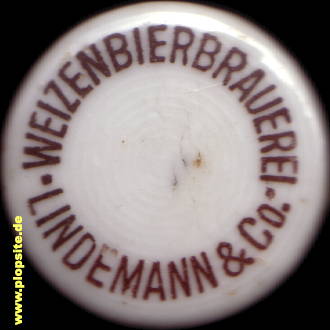 WEIZENBIERBRAUEREI
LINDEMANN & Co.
www.plopsite.de